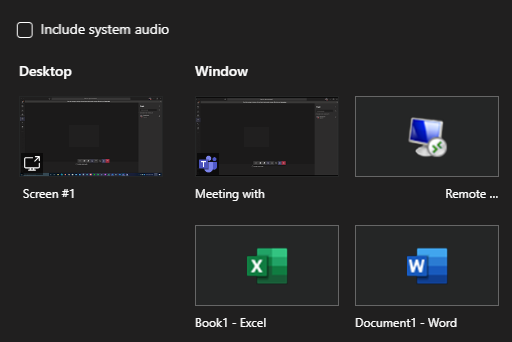 Include system audio
Desktop
Window
Screen #1
Meeting with
Remote ...
Book1 - Excel
Document1 - Word